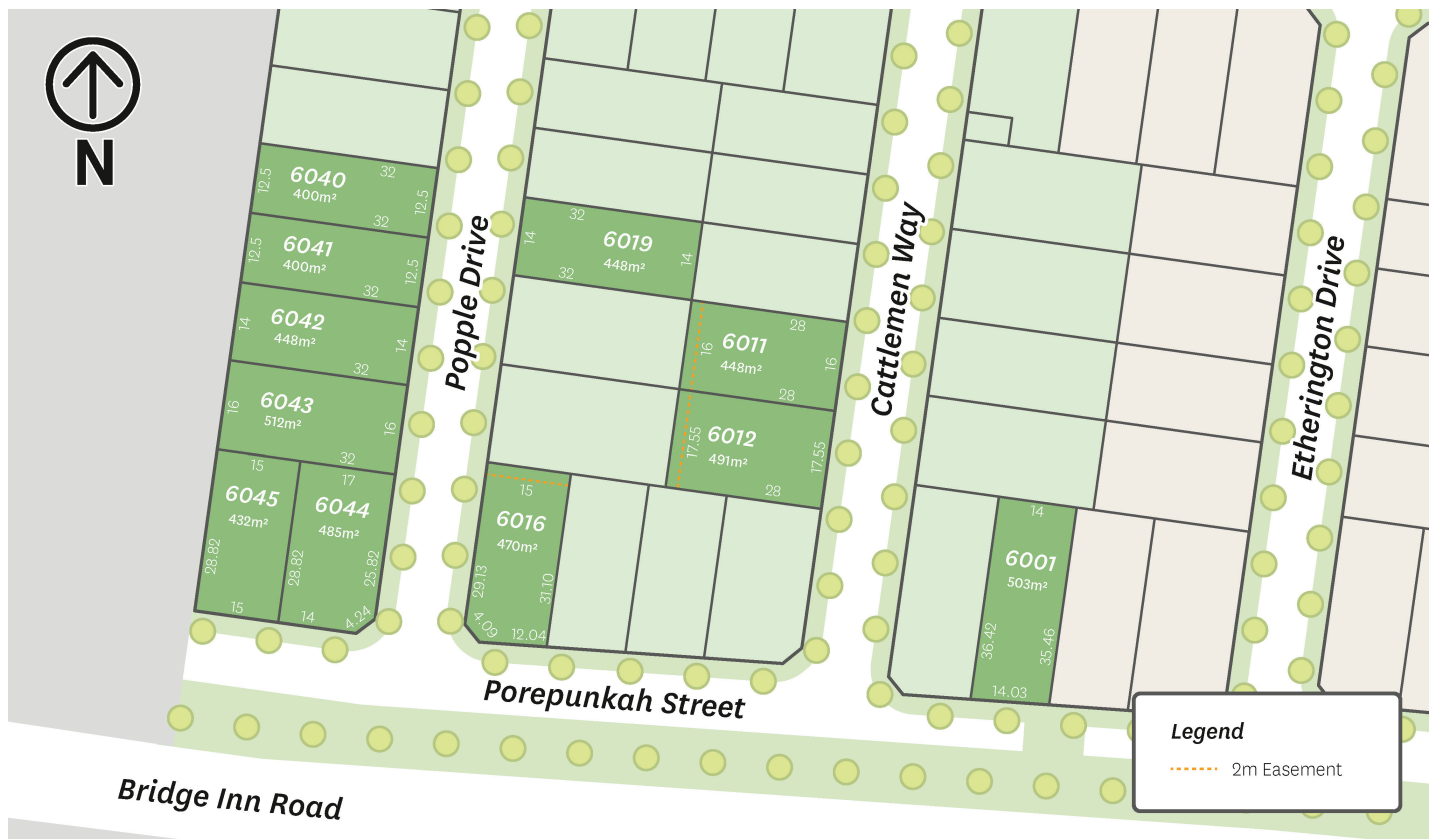 N
6040
400m²
32
12.5
12.5
32
6041
400m²
12.5
12.5
32
6042
448m²
14
14
32
6043
512m²
16
16
32
15
6045
432m²
28.82
15
17
6044
485m²
28.82
25.82
14
4.24
Popple Drive
32
6019
448m²
14
14
32
28
6011
448m²
16
16
28
6012
491m²
17.55
17.55
28
15
6016
470m²
29.13
31.10
4.09
12.04
Cattlemen Way
14
6001
503m²
36.42
35.46
14.03
Etherington Drive
Porepunkah Street
Bridge Inn Road
Legend
2m Easement